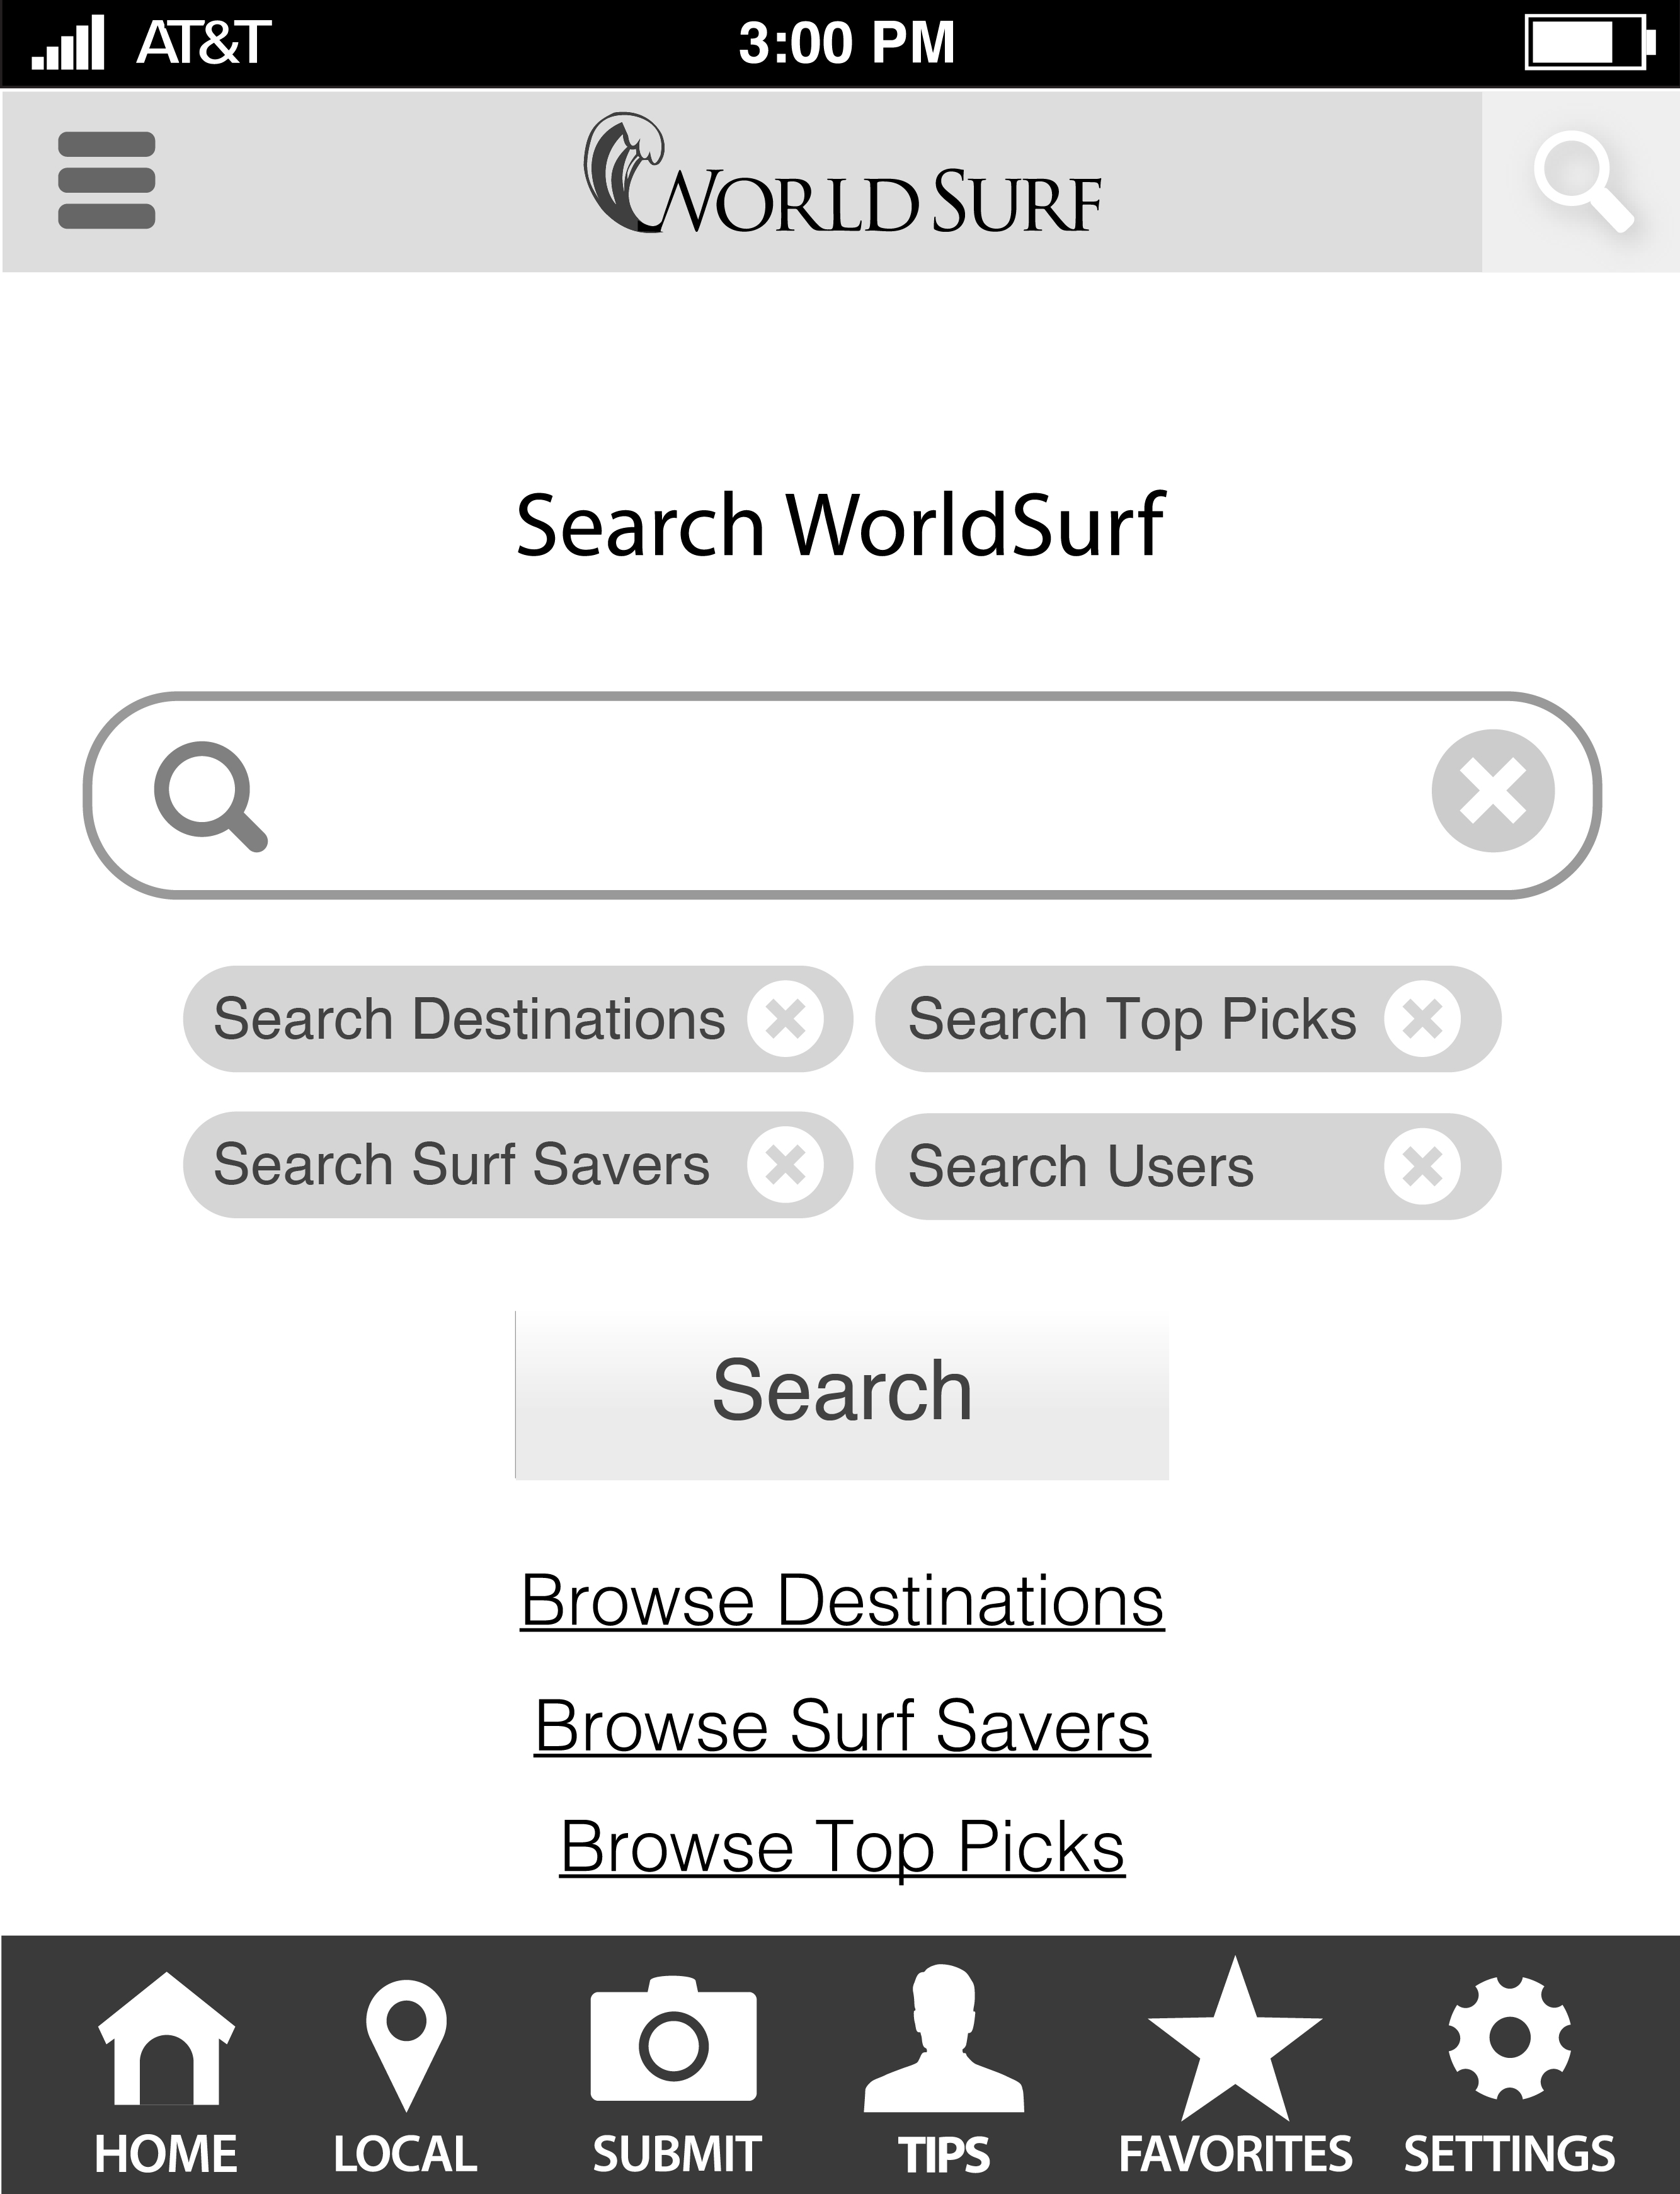 AT&T 3:00 PM
WORLD SURF
Search WorldSurf
Search Destinations Search Top Picks
Search Surf Savers Search Users
Search
Browse Destinations
Browse Surf Savers
Browse Top Picks
HOME LOCAL SUBMIT TIPS FAVORITES SETTINGS